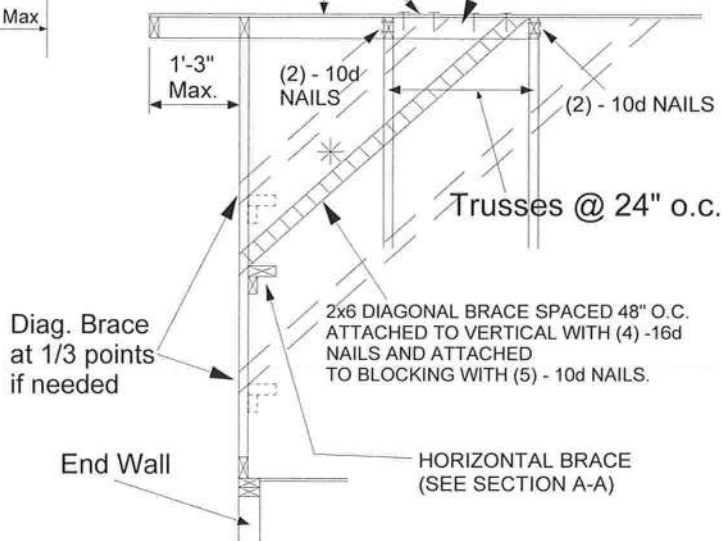 Max
1'-3"
Max.
(2) - 10d
NAILS
(2) - 10d NAILS
Trusses @ 24" o.c.
2x6 DIAGONAL BRACE SPACED 48" O.C.
ATTACHED TO VERTICAL WITH (4) -16d
NAILS AND ATTACHED
TO BLOCKING WITH (5) - 10d NAILS.
Diag. Brace
at 1/3 points
if needed
End Wall
HORIZONTAL BRACE
(SEE SECTION A-A)